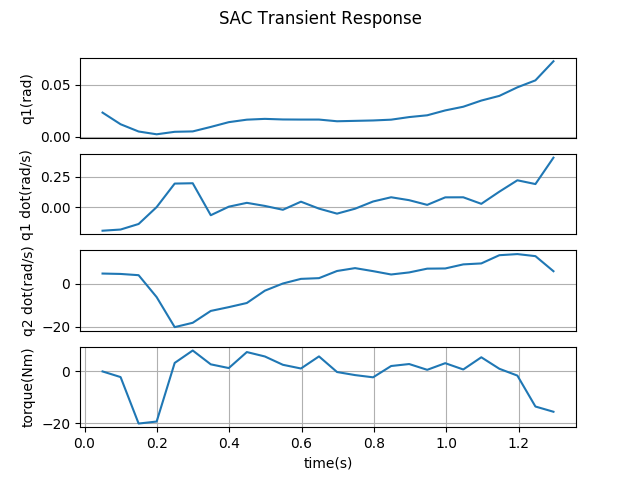 SAC Transient Response
q1(rad)
0.05
0.00
q1 dot(rad/s)
0.25
0.00
q2 dot(rad/s)
0
−20
torque(Nm)
0
−20
0.0 0.2 0.4 0.6 0.8 1.0 1.2
time(s)